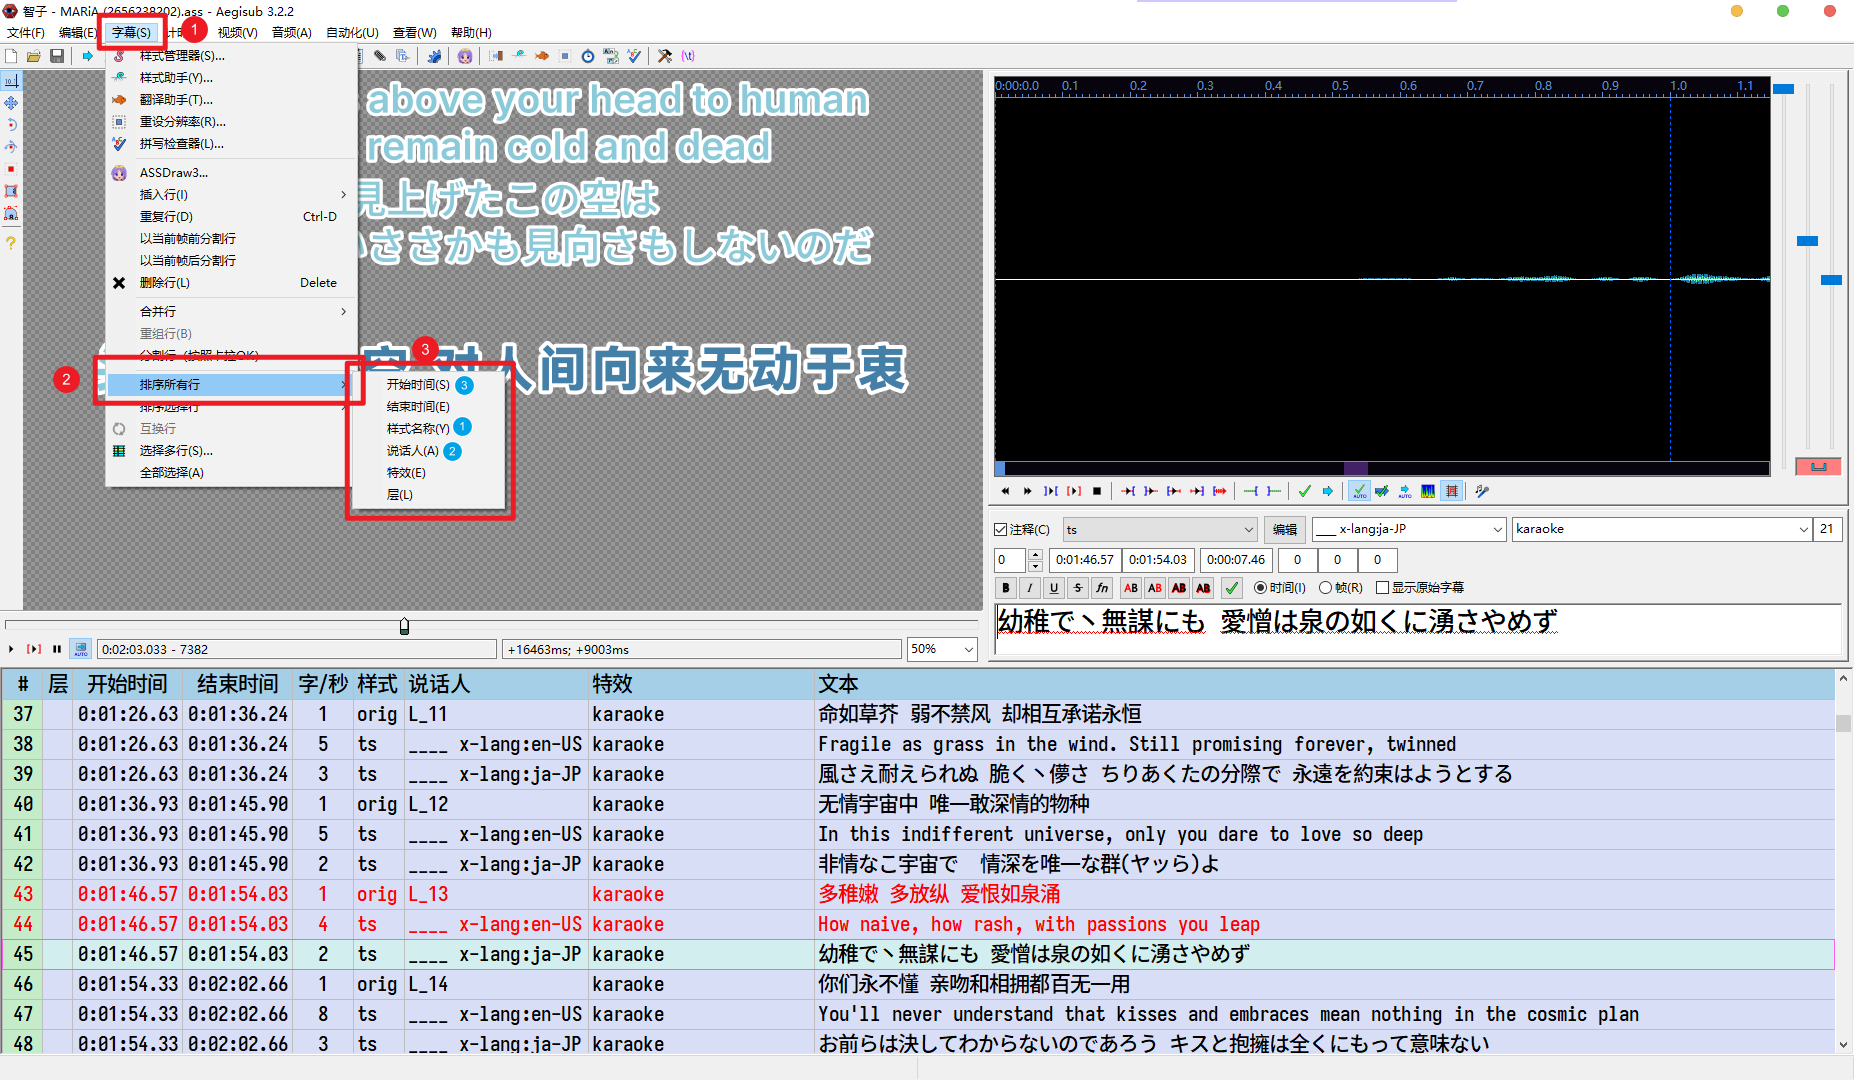 智子 - MARiA (2656238202).ass - Aegisub 3.2.2
文件(F) 编辑(E) 字幕(S) 1 视频(V) 音频(A) 自动化(U) 查看(W) 帮助(H)
样式管理器(S)...
样式助手(Y)...
翻译助手(T)...
重设分辨率(R)...
拼写检查器(L)...
ASSDraw3...
插入行(I)
重复行(D) Ctrl-D
以当前帧前分割行
以当前帧后分割行
删除行(L) Delete
合并行
重组行(B)
分割行 (按照卡拉OK)
2
排序所有行
排序选择行
互换行
选择多行(S)...
全部选择(A)
3
开始时间(S) 3
结束时间(E)
样式名称(Y) 1
说话人(A) 2
特效(E)
层(L)
above your head to human
remain cold and dead
見上げたこの空は
いささかも見向さもしないのだ
对人间向来无动于衷
0:00:0.0 0.1 0.2 0.3 0.4 0.5 0.6 0.7 0.8 0.9 1.0 1.1
注释(C) ts 编辑 ____ x-lang:ja-JP karaoke 21
0 0:01:46.57 0:01:54.03 0:00:07.46 0 0 0
B I U S fn AB AB AB AB 时间(I) 帧(R) 显示原始字幕
幼稚で丶無謀にも 愛憎は泉の如くに湧さやめず
0:02:03.033 - 7382 +16463ms; +9003ms 50%
# 层 开始时间 结束时间 字/秒 样式 说话人 特效 文本
37 0:01:26.63 0:01:36.24 1 orig L_11 karaoke 命如草芥 弱不禁风 却相互承诺永恒
38 0:01:26.63 0:01:36.24 5 ts ____ x-lang:en-US karaoke Fragile as grass in the wind. Still promising forever, twinned
39 0:01:26.63 0:01:36.24 3 ts ____ x-lang:ja-JP karaoke 風さえ耐えられぬ 脆く丶儚さ ちりあくたの分際で 永遠を約束はようとする
40 0:01:36.93 0:01:45.90 1 orig L_12 karaoke 无情宇宙中 唯一敢深情的物种
41 0:01:36.93 0:01:45.90 5 ts ____ x-lang:en-US karaoke In this indifferent universe, only you dare to love so deep
42 0:01:36.93 0:01:45.90 2 ts ____ x-lang:ja-JP karaoke 非情なこ宇宙で　情深を唯一な群(ヤッら)よ
43 0:01:46.57 0:01:54.03 1 orig L_13 karaoke 多稚嫩 多放纵 爱恨如泉涌
44 0:01:46.57 0:01:54.03 4 ts ____ x-lang:en-US karaoke How naive, how rash, with passions you leap
45 0:01:46.57 0:01:54.03 2 ts ____ x-lang:ja-JP karaoke 幼稚で丶無謀にも 愛憎は泉の如くに湧さやめず
46 0:01:54.33 0:02:02.66 1 orig L_14 karaoke 你们永不懂 亲吻和相拥都百无一用
47 0:01:54.33 0:02:02.66 8 ts ____ x-lang:en-US karaoke You'll never understand that kisses and embraces mean nothing in the cosmic plan
48 0:01:54.33 0:02:02.66 3 ts ____ x-lang:ja-JP karaoke お前らは決してわからないのであろう キスと抱擁は全くにもって意味ない